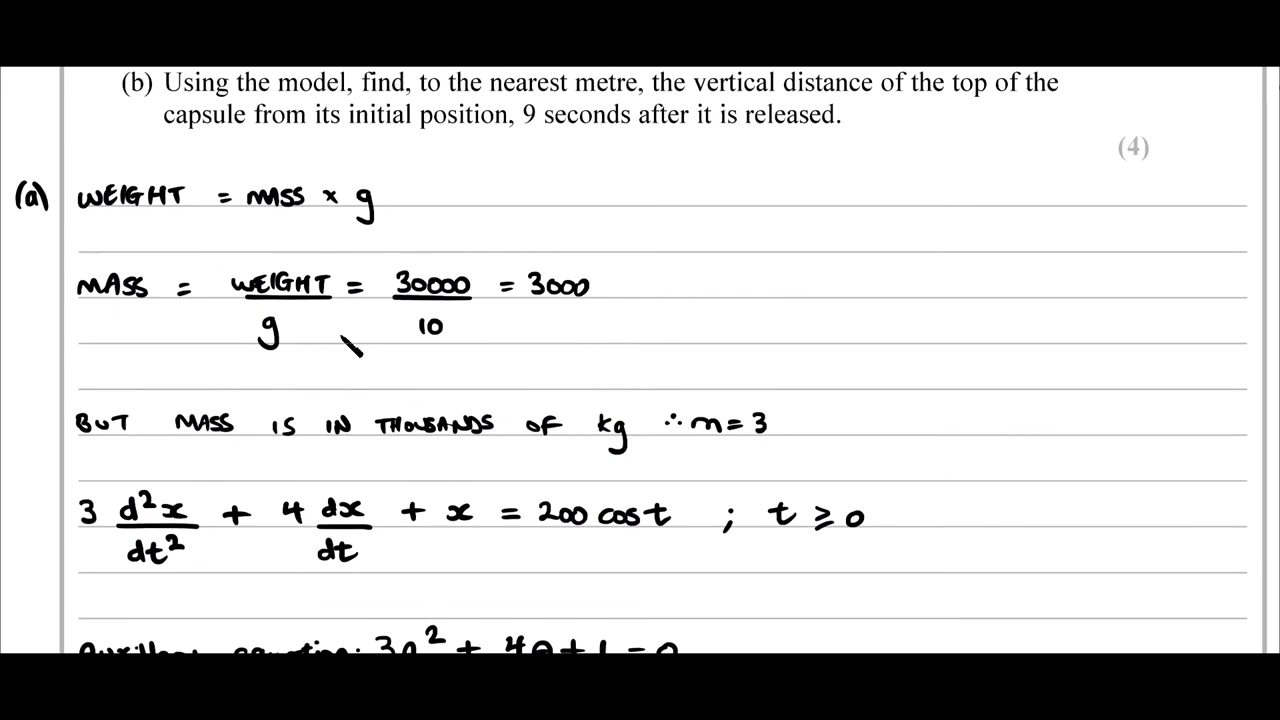 (b) Using the model, find, to the nearest metre, the vertical distance of the top of the
capsule from its initial position, 9 seconds after it is released.
(4)
(a) WEIGHT = MASS × g
MASS = WEIGHT/g = 30000/10 = 3000
BUT MASS IS IN THOUSANDS OF kg ∴ m = 3
3 d²x/dt² + 4 dx/dt + x = 200 cos t ; t ≥ 0
Auxillary equation: